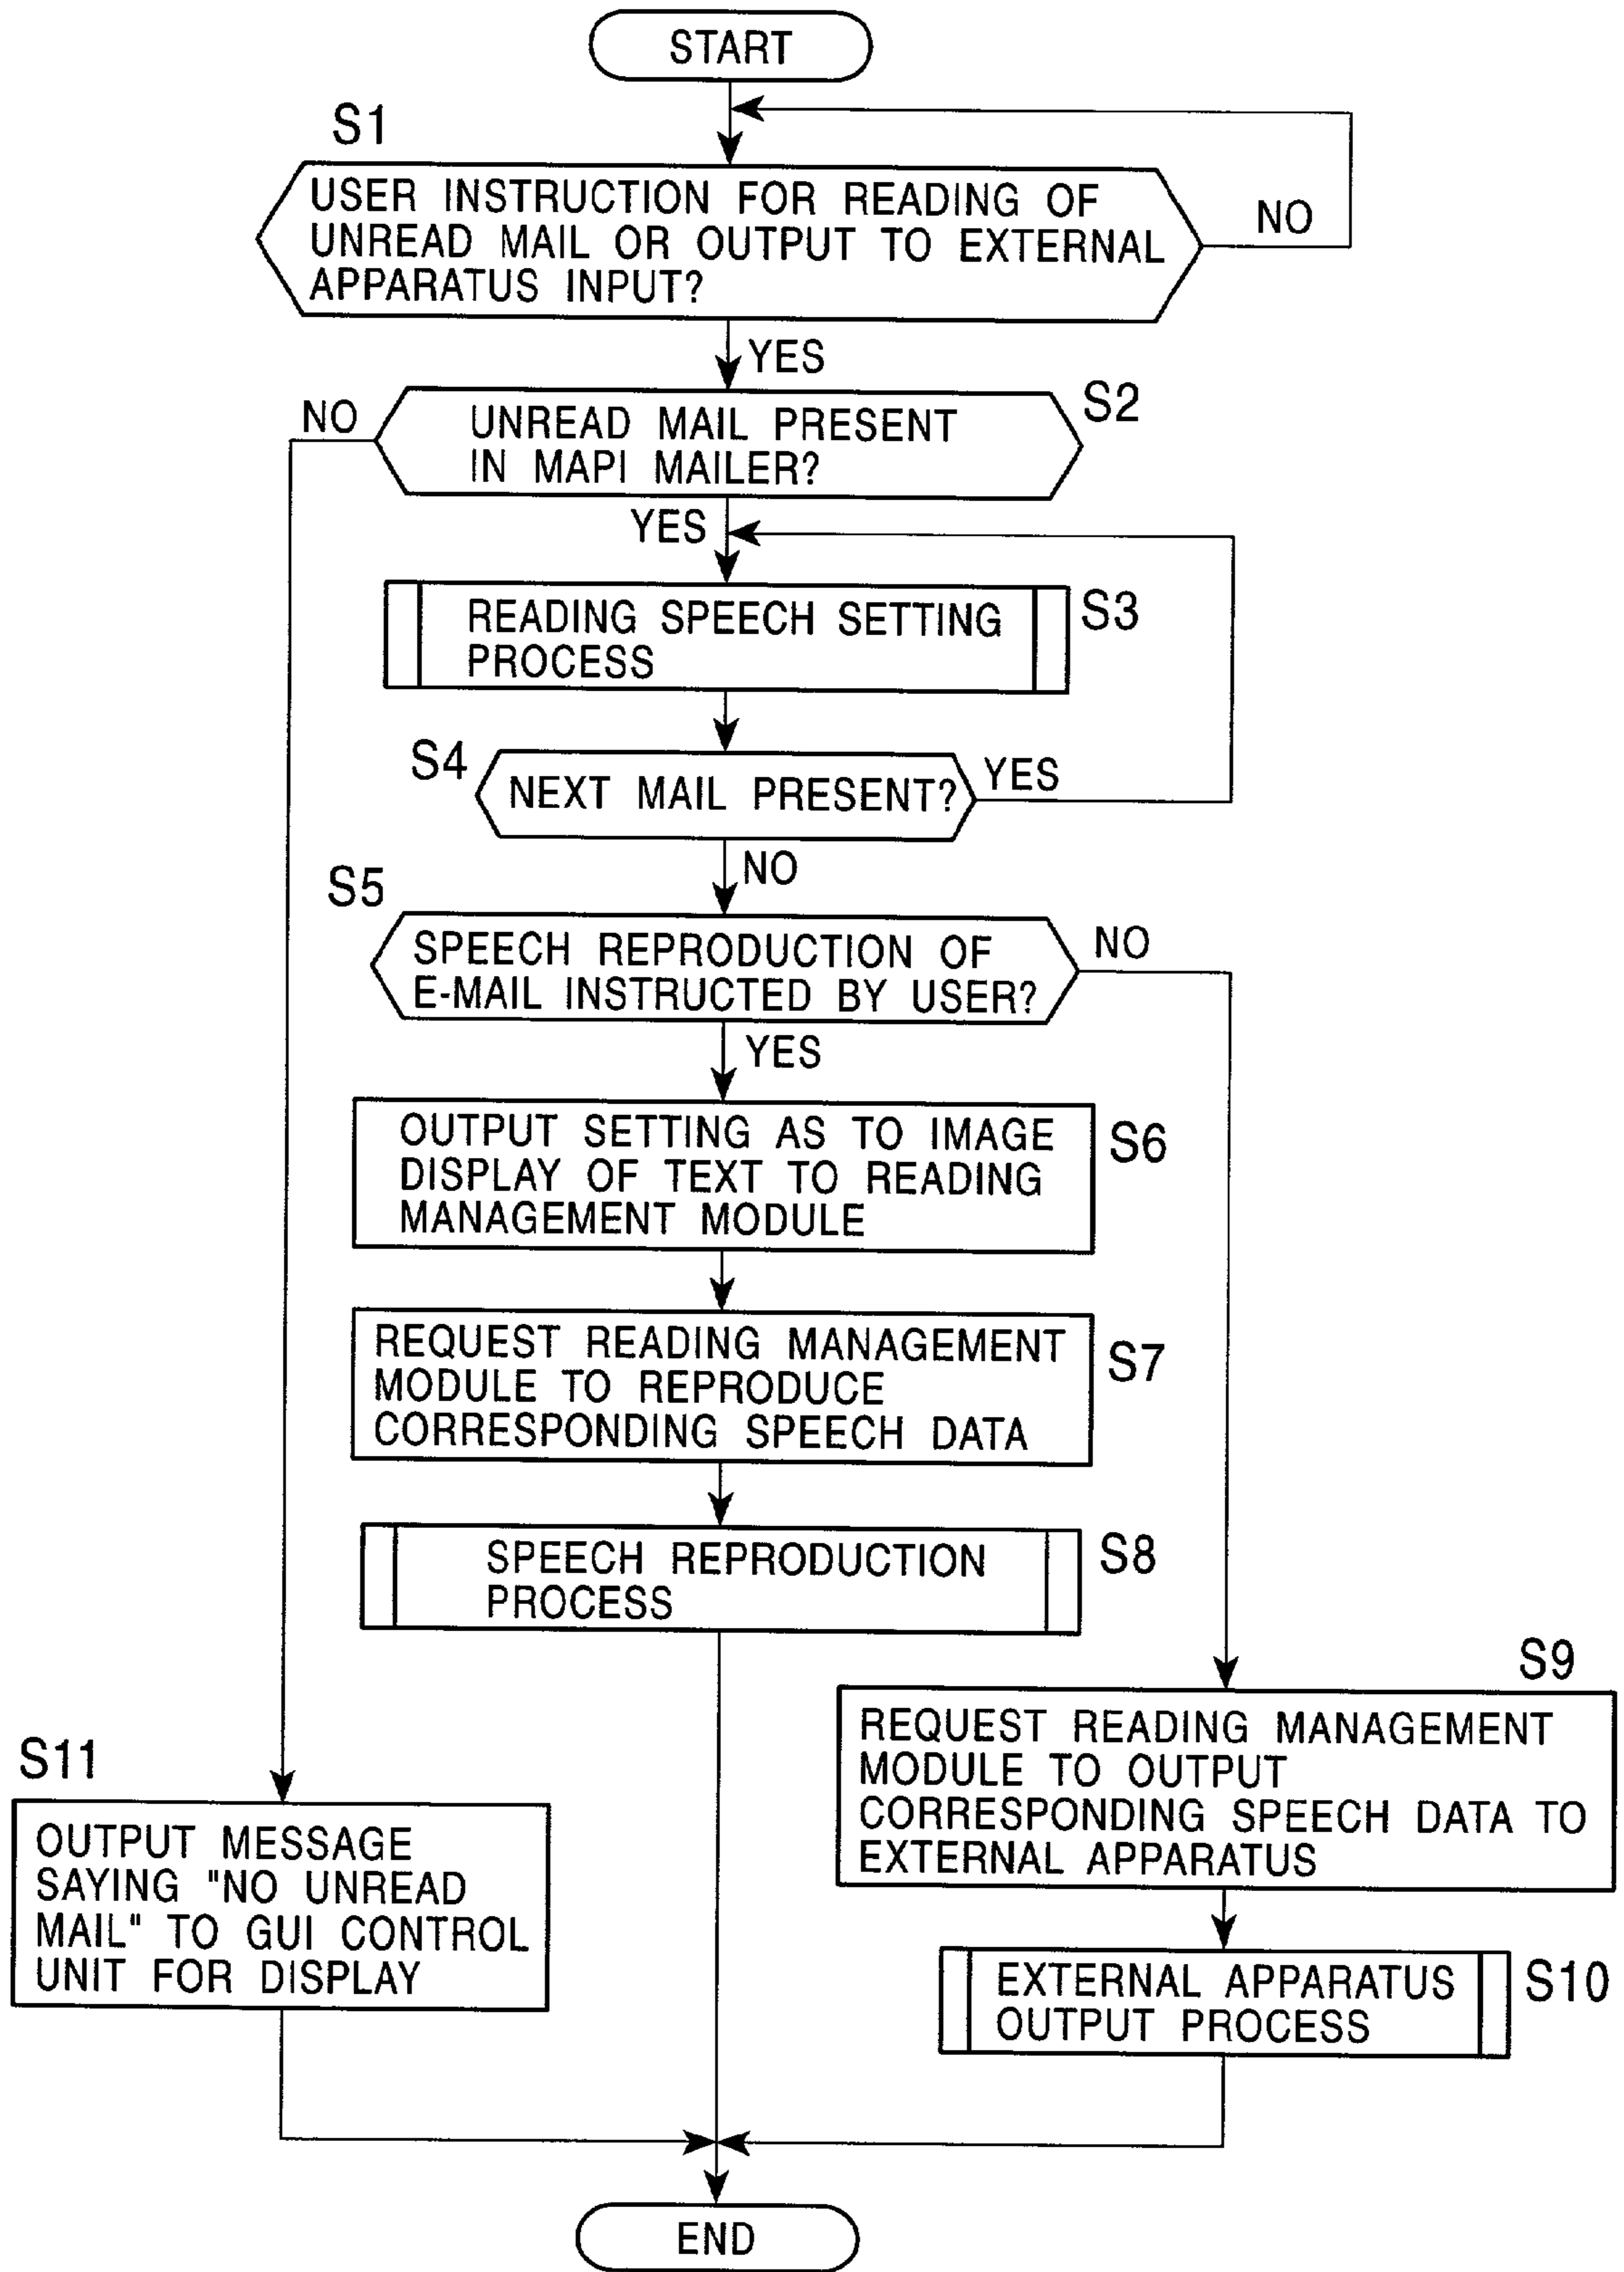 START
S1
USER INSTRUCTION FOR READING OF
UNREAD MAIL OR OUTPUT TO EXTERNAL
APPARATUS INPUT?
NO
YES
NO
UNREAD MAIL PRESENT
IN MAPI MAILER?
S2
YES
READING SPEECH SETTING
PROCESS
S3
S4
NEXT MAIL PRESENT?
YES
NO
S5
SPEECH REPRODUCTION OF
E-MAIL INSTRUCTED BY USER?
NO
YES
OUTPUT SETTING AS TO IMAGE
DISPLAY OF TEXT TO READING
MANAGEMENT MODULE
S6
REQUEST READING MANAGEMENT
MODULE TO REPRODUCE
CORRESPONDING SPEECH DATA
S7
SPEECH REPRODUCTION
PROCESS
S8
S9
REQUEST READING MANAGEMENT
MODULE TO OUTPUT
CORRESPONDING SPEECH DATA TO
EXTERNAL APPARATUS
S11
OUTPUT MESSAGE
SAYING "NO UNREAD
MAIL" TO GUI CONTROL
UNIT FOR DISPLAY
EXTERNAL APPARATUS
OUTPUT PROCESS
S10
END